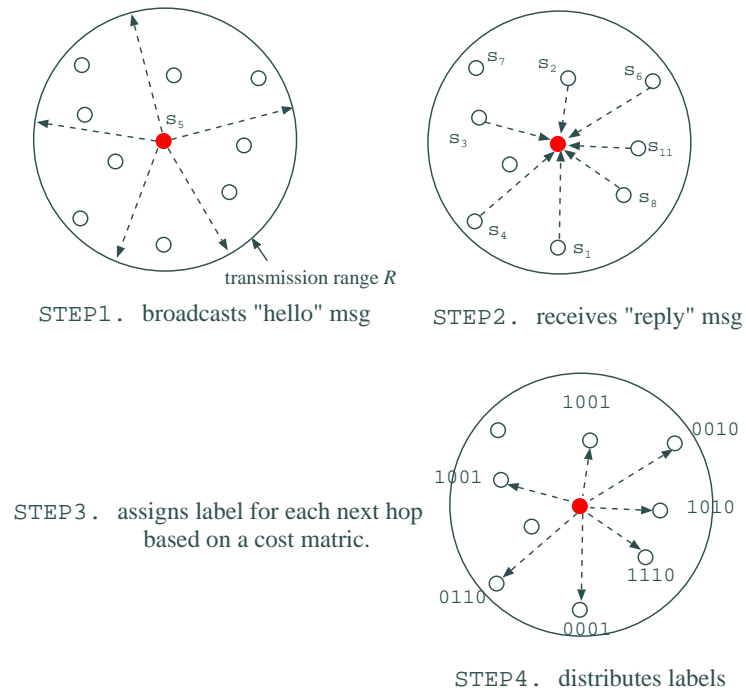 s5
transmission range R
STEP1. broadcasts "hello" msg
s7
s2
s6
s3
s11
s8
s4
s1
STEP2. receives "reply" msg
STEP3. assigns label for each next hop
based on a cost matric.
1001
0010
1001
1010
1110
0110
0001
STEP4. distributes labels